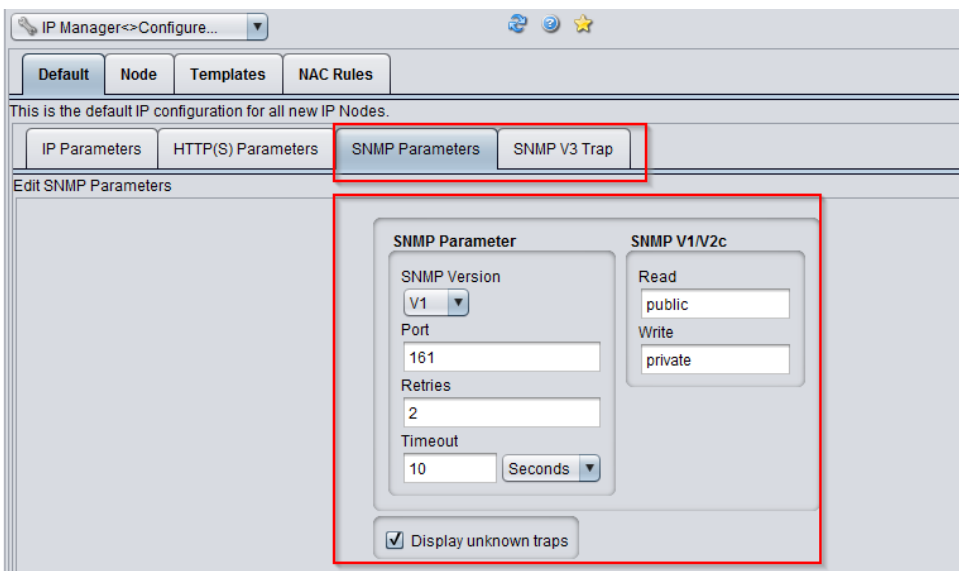 IP Manager<>Configure...
Default Node Templates NAC Rules
This is the default IP configuration for all new IP Nodes.
IP Parameters HTTP(S) Parameters SNMP Parameters SNMP V3 Trap
Edit SNMP Parameters
SNMP Parameter
SNMP Version
V1
Port
161
Retries
2
Timeout
10 Seconds
SNMP V1/V2c
Read
public
Write
private
Display unknown traps